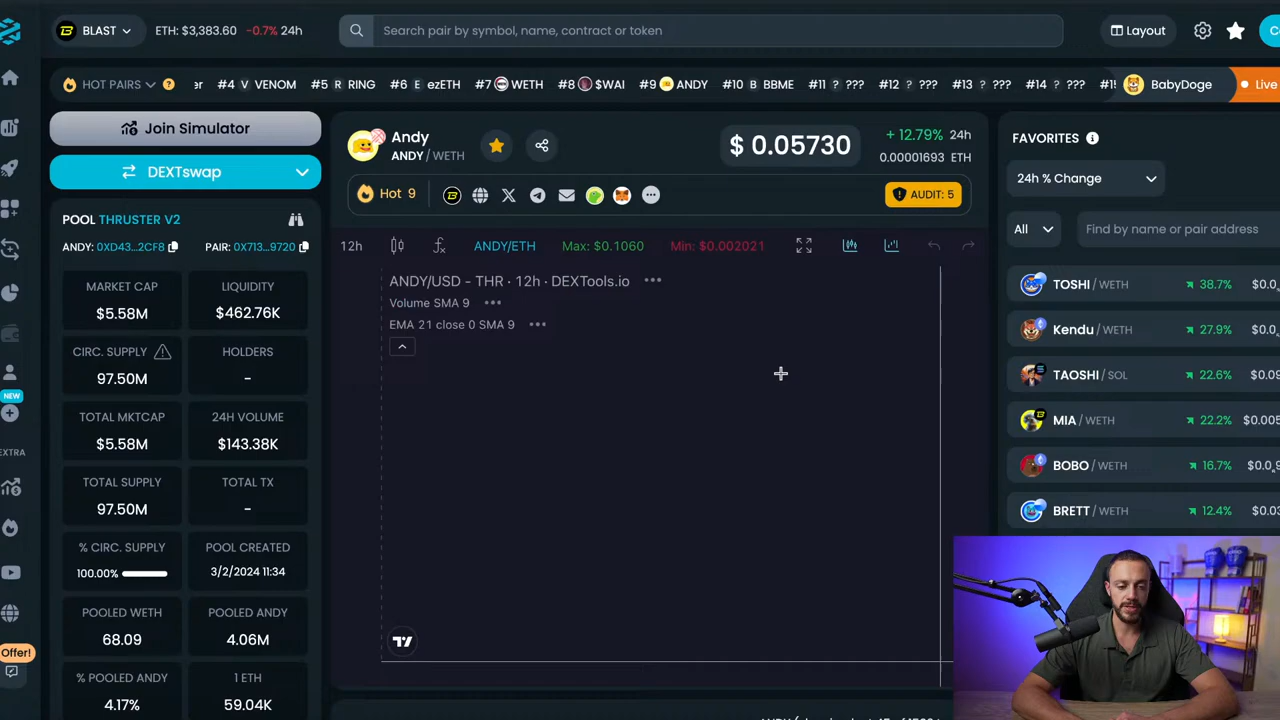 BLAST
ETH: $3,383.60 -0.7% 24h
Search pair by symbol, name, contract or token
Layout
HOT PAIRS
#4 V VENOM
#5 R RING
#6 E ezETH
#7 WETH
#8 $WAI
#9 ANDY
#10 B BBME
#11 ? ???
#12 ? ???
#13 ? ???
#14 ? ???
BabyDoge
Live
Join Simulator
DEXTswap
POOL THRUSTER V2
ANDY: 0XD43...2CF8
PAIR: 0X713...9720
MARKET CAP
$5.58M
LIQUIDITY
$462.76K
CIRC. SUPPLY
97.50M
HOLDERS
-
TOTAL MKTCAP
$5.58M
24H VOLUME
$143.38K
TOTAL SUPPLY
97.50M
TOTAL TX
-
% CIRC. SUPPLY
100.00%
POOL CREATED
3/2/2024 11:34
POOLED WETH
68.09
POOLED ANDY
4.06M
% POOLED ANDY
4.17%
1 ETH
59.04K
NEW
EXTRA
Offer!
Andy
ANDY / WETH
$ 0.05730
+ 12.79% 24h
0.00001693 ETH
Hot 9
AUDIT: 5
12h
ANDY/ETH
Max: $0.1060
Min: $0.002021
ANDY/USD - THR · 12h · DEXTools.io
Volume SMA 9
EMA 21 close 0 SMA 9
FAVORITES
24h % Change
All
Find by name or pair address
TOSHI / WETH 38.7%
Kendu / WETH 27.9%
TAOSHI / SOL 22.6%
MIA / WETH 22.2% $0.005
BOBO / WETH 16.7%
BRETT / WETH 12.4%